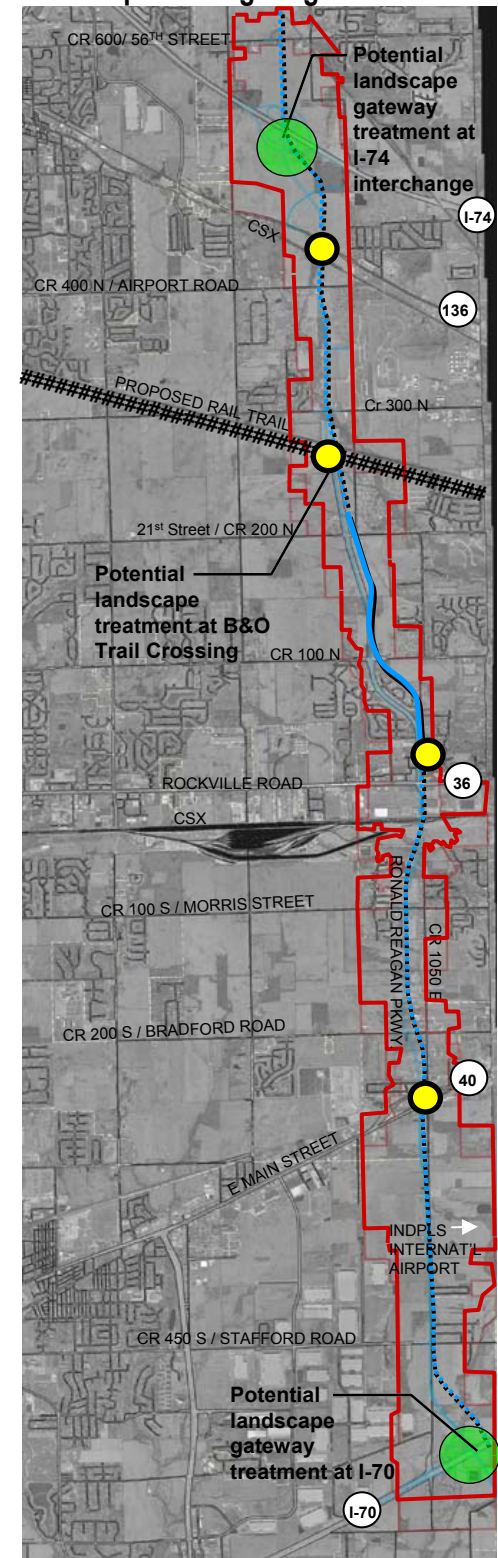 CR 600/ 56TH STREET
Potential
landscape
gateway
treatment at
I-74
interchange
I-74
CSX
CR 400 N / AIRPORT ROAD
136
PROPOSED RAIL TRAIL
Cr 300 N
21st Street / CR 200 N
Potential
landscape
treatment at B&O
Trail Crossing
CR 100 N
36
ROCKVILLE ROAD
CSX
CR 100 S / MORRIS STREET
RONALD REAGAN PKWY
CR 1050 E
CR 200 S / BRADFORD ROAD
40
E MAIN STREET
INDPLS
INTERNAT'L
AIRPORT
CR 450 S / STAFFORD ROAD
Potential
landscape
gateway
treatment at I-70
I-70